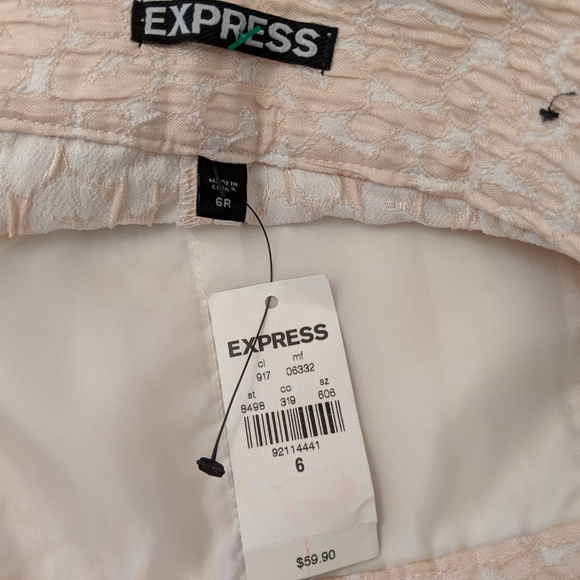 EXPRESS
MADE IN
CHINA
6R
EXPRESS
cl mf
917 06332
st co sz
8498 319 606
92114441
6
$59.90